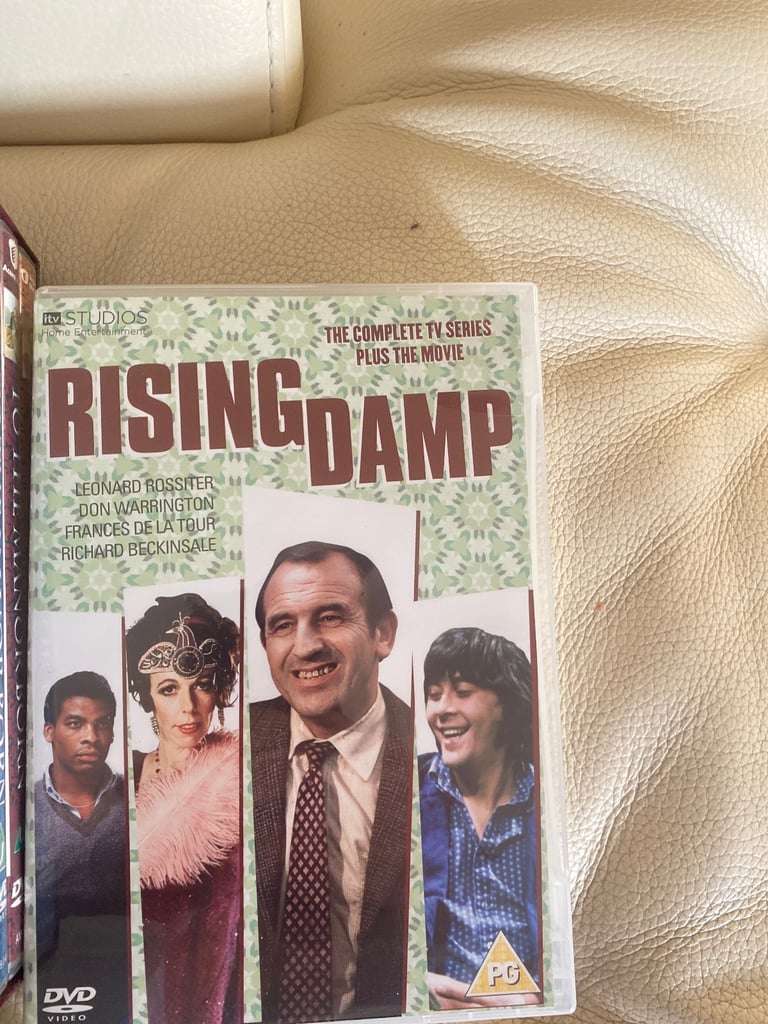 itv STUDIOS
Home Entertainment
THE COMPLETE TV SERIES
PLUS THE MOVIE
RISING DAMP
LEONARD ROSSITER
DON WARRINGTON
FRANCES DE LA TOUR
RICHARD BECKINSALE
PG
DVD
VIDEO